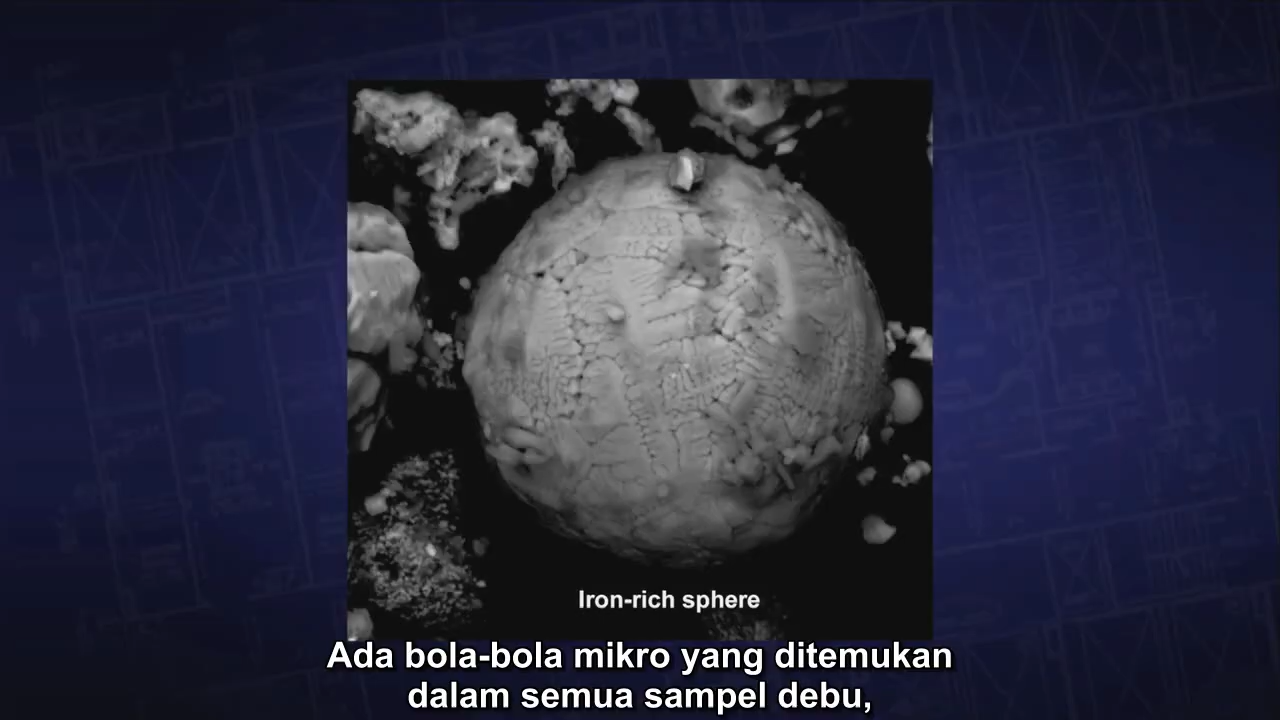 Iron-rich sphere
Ada bola-bola mikro yang ditemukan
dalam semua sampel debu,